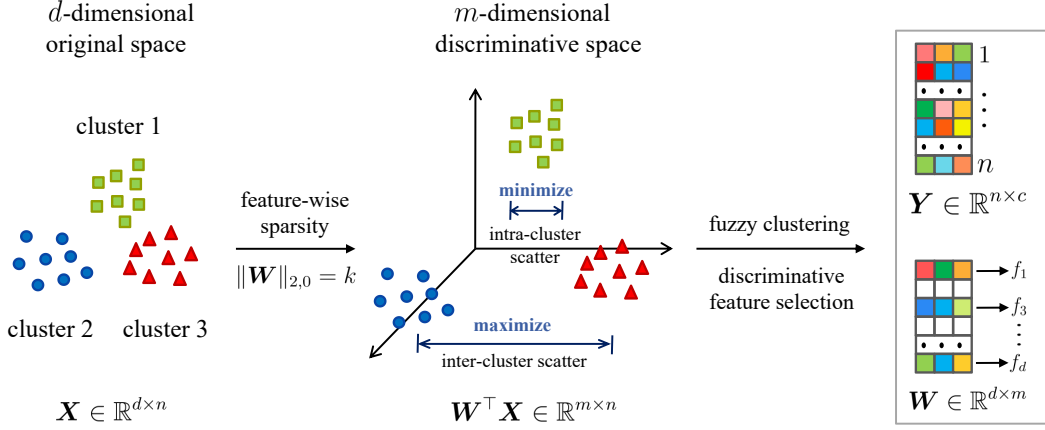 d-dimensional
original space
cluster 1
cluster 2
cluster 3
X ∈ ℝ^{d×n}
feature-wise
sparsity
‖W‖_{2,0} = k
m-dimensional
discriminative space
minimize
intra-cluster
scatter
maximize
inter-cluster scatter
W^⊤X ∈ ℝ^{m×n}
fuzzy clustering
discriminative
feature selection
1
n
Y ∈ ℝ^{n×c}
f_1
f_3
f_d
W ∈ ℝ^{d×m}